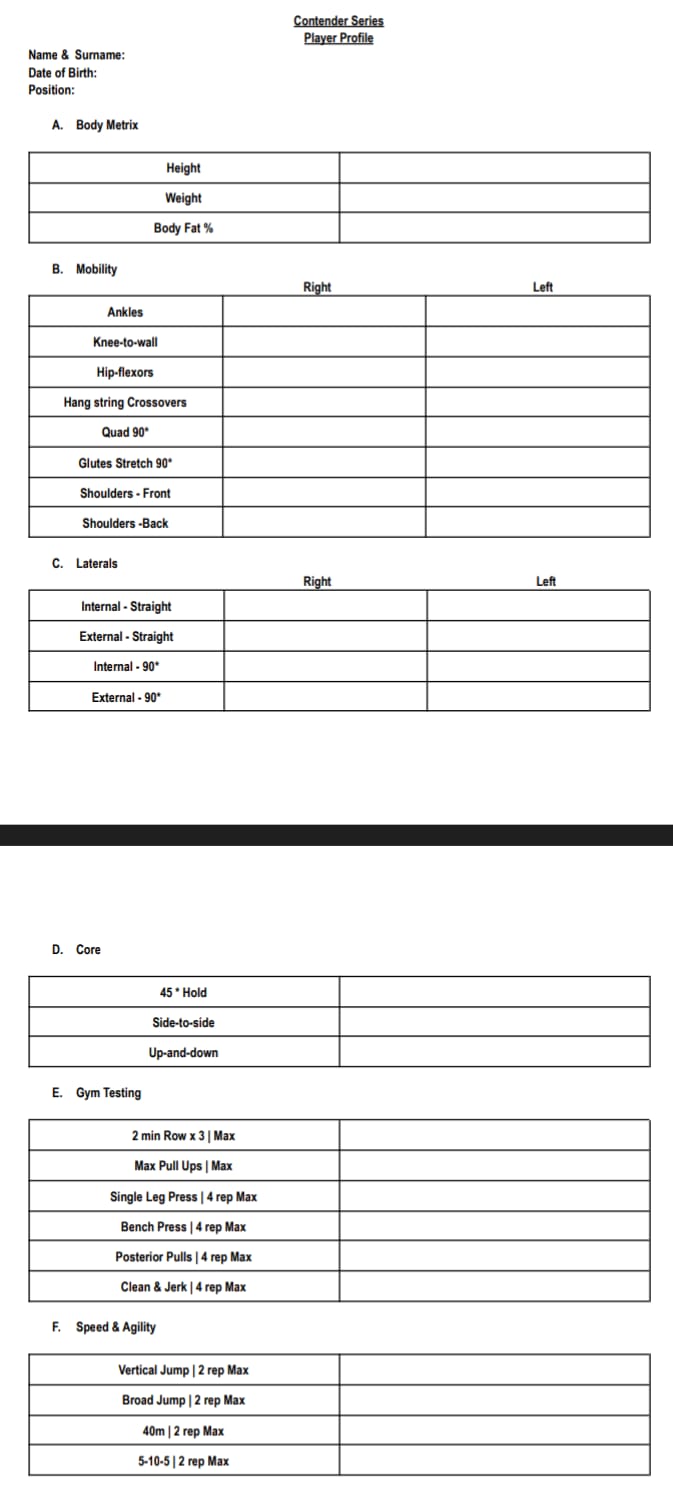 Contender Series
Player Profile
Name & Surname:
Date of Birth:
Position:
A. Body Metrix
Height
Weight
Body Fat %
B. Mobility
Right Left
Ankles
Knee-to-wall
Hip-flexors
Hang string Crossovers
Quad 90*
Glutes Stretch 90*
Shoulders - Front
Shoulders -Back
C. Laterals
Right Left
Internal - Straight
External - Straight
Internal - 90*
External - 90*
D. Core
45 * Hold
Side-to-side
Up-and-down
E. Gym Testing
2 min Row x 3 | Max
Max Pull Ups | Max
Single Leg Press | 4 rep Max
Bench Press | 4 rep Max
Posterior Pulls | 4 rep Max
Clean & Jerk | 4 rep Max
F. Speed & Agility
Vertical Jump | 2 rep Max
Broad Jump | 2 rep Max
40m | 2 rep Max
5-10-5 | 2 rep Max